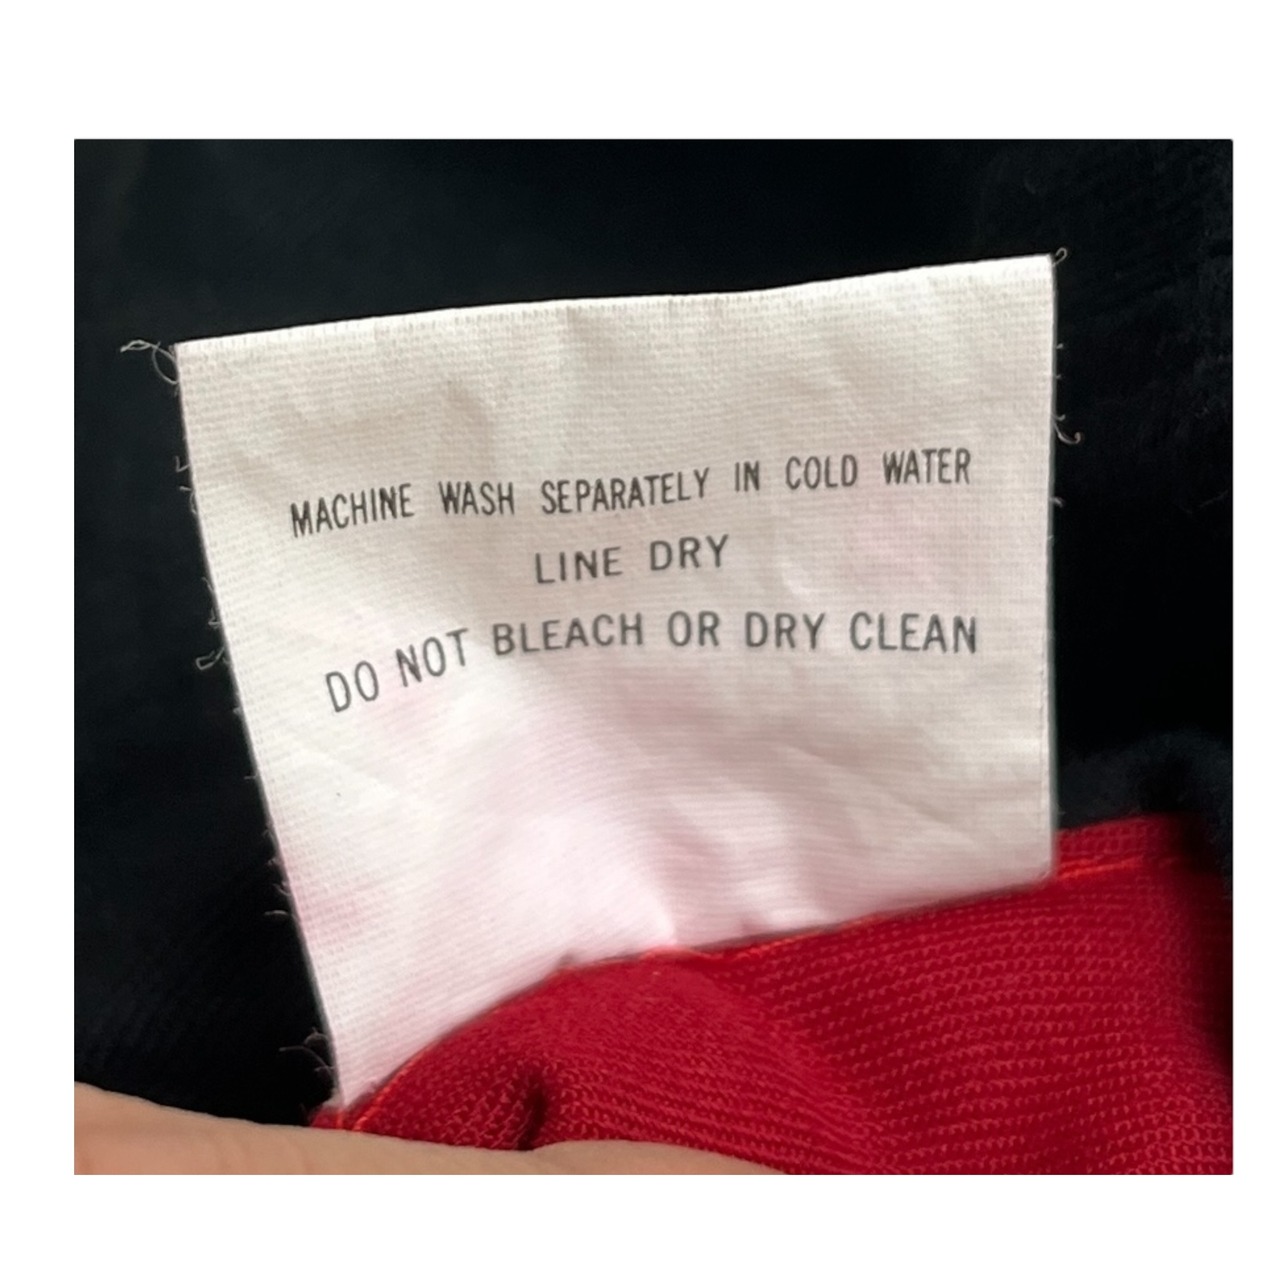 MACHINE WASH SEPARATELY IN COLD WATER
LINE DRY
DO NOT BLEACH OR DRY CLEAN